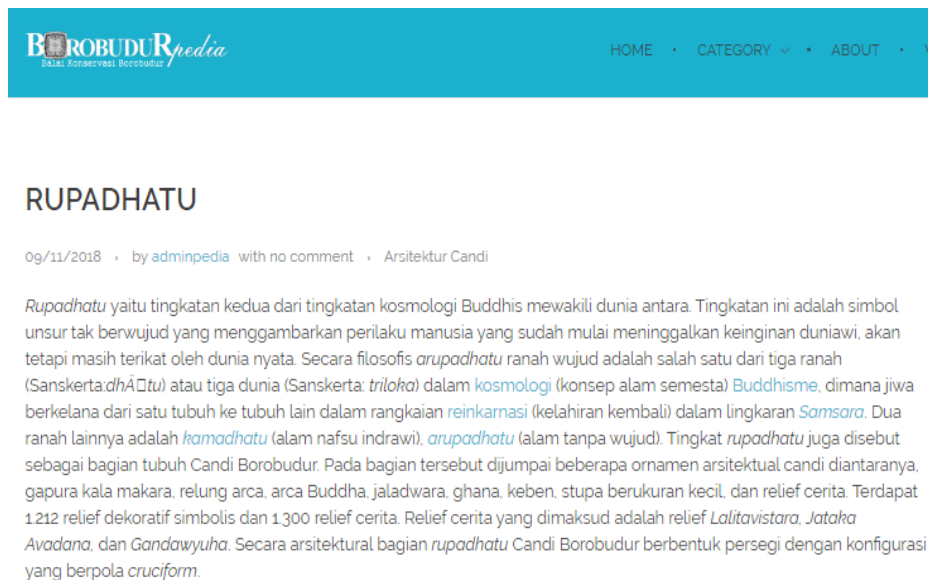 BOROBUDURpedia
Balai Konservasi Borobudur
HOME • CATEGORY • ABOUT •
RUPADHATU
09/11/2018 • by adminpedia with no comment • Arsitektur Candi
Rupadhatu yaitu tingkatan kedua dari tingkatan kosmologi Buddhis mewakili dunia antara. Tingkatan ini adalah simbol
unsur tak berwujud yang menggambarkan perilaku manusia yang sudah mulai meninggalkan keinginan duniawi, akan
tetapi masih terikat oleh dunia nyata. Secara filosofis arupadhatu ranah wujud adalah salah satu dari tiga ranah
(Sanskerta:dhÄ□tu) atau tiga dunia (Sanskerta: triloka) dalam kosmologi (konsep alam semesta) Buddhisme, dimana jiwa
berkelana dari satu tubuh ke tubuh lain dalam rangkaian reinkarnasi (kelahiran kembali) dalam lingkaran Samsara. Dua
ranah lainnya adalah kamadhatu (alam nafsu indrawi), arupadhatu (alam tanpa wujud). Tingkat rupadhatu juga disebut
sebagai bagian tubuh Candi Borobudur. Pada bagian tersebut dijumpai beberapa ornamen arsitektual candi diantaranya,
gapura kala makara, relung arca, arca Buddha, jaladwara, ghana, keben, stupa berukuran kecil, dan relief cerita. Terdapat
1.212 relief dekoratif simbolis dan 1.300 relief cerita. Relief cerita yang dimaksud adalah relief Lalitavistara, Jataka
Avadana, dan Gandawyuha. Secara arsitektural bagian rupadhatu Candi Borobudur berbentuk persegi dengan konfigurasi
yang berpola cruciform.